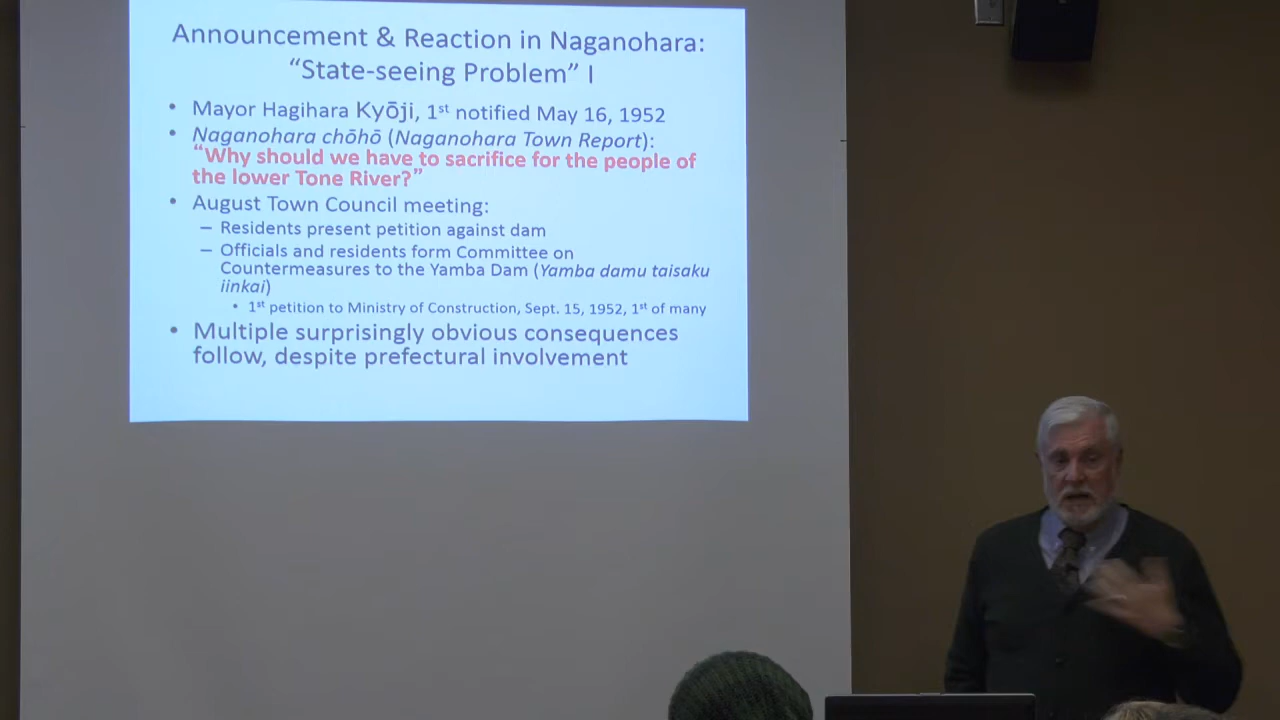 Announcement & Reaction in Naganohara:
“State-seeing Problem” I
• Mayor Hagihara Kyōji, 1st notified May 16, 1952
• Naganohara chōhō (Naganohara Town Report):
“Why should we have to sacrifice for the people of
the lower Tone River?”
• August Town Council meeting:
– Residents present petition against dam
– Officials and residents form Committee on
Countermeasures to the Yamba Dam (Yamba damu taisaku
iinkai)
• 1st petition to Ministry of Construction, Sept. 15, 1952, 1st of many
• Multiple surprisingly obvious consequences
follow, despite prefectural involvement